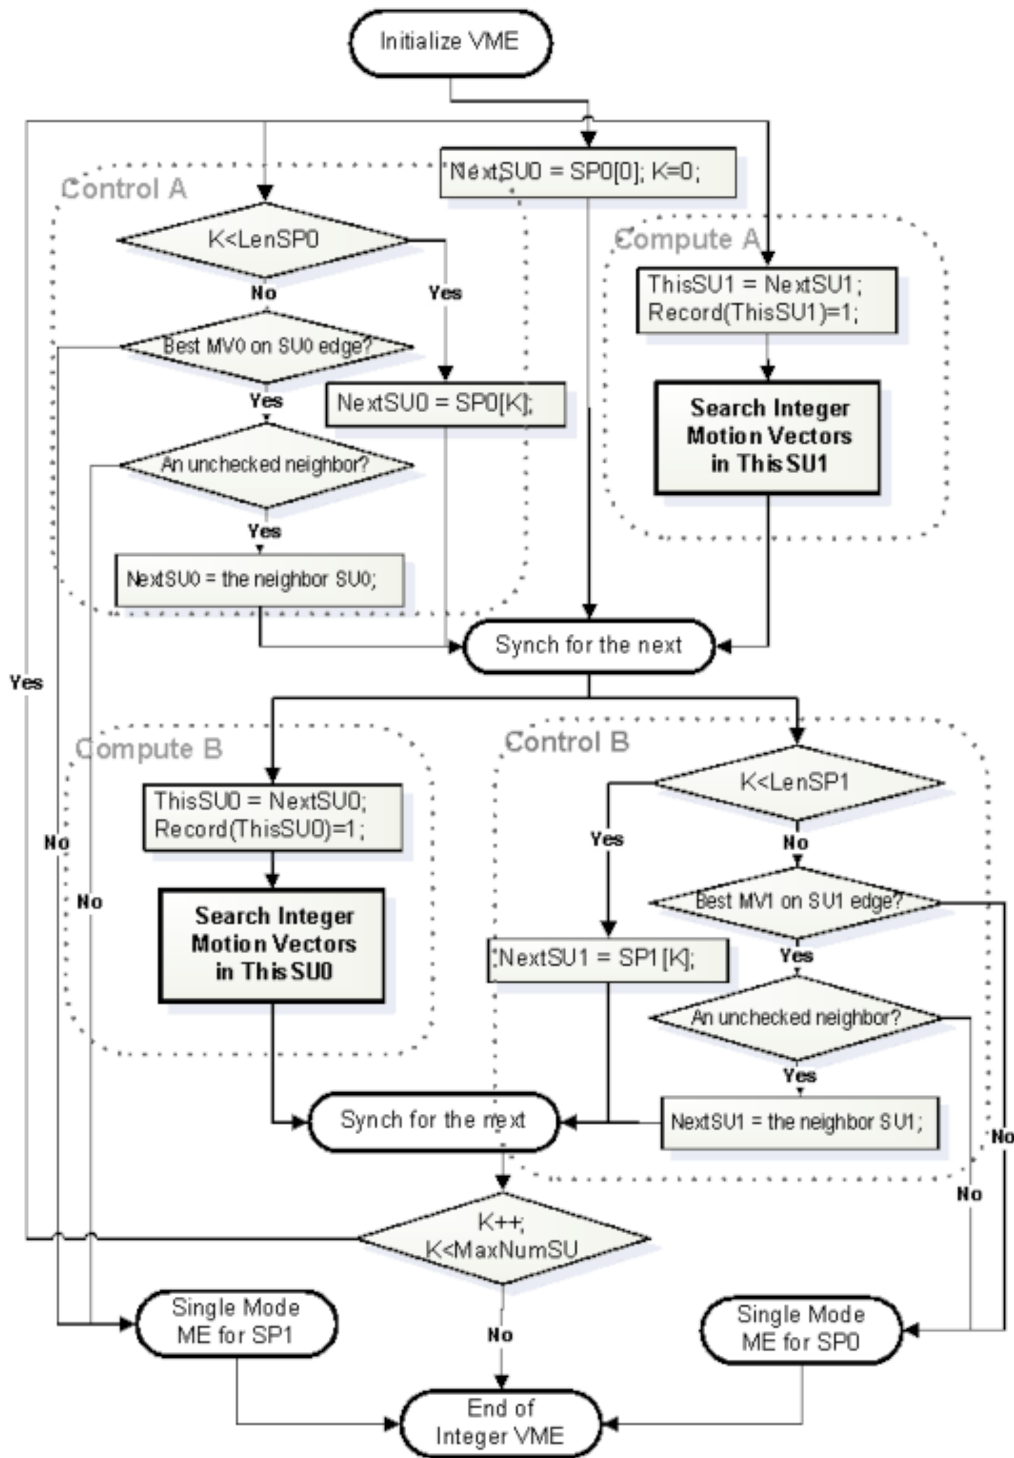 Initialize VME
NextSU0 = SP0[0]; K=0;
Control A
K<LenSP0
No
Yes
Best MV0 on SU0 edge?
Yes
NextSU0 = SP0[K];
An unchecked neighbor?
Yes
NextSU0 = the neighbor SU0;
Compute A
ThisSU1 = NextSU1;
Record(ThisSU1)=1;
Search Integer
Motion Vectors
in ThisSU1
Synch for the next
Yes
Compute B
ThisSU0 = NextSU0;
Record(ThisSU0)=1;
No
No
Search Integer
Motion Vectors
in ThisSU0
Control B
K<LenSP1
Yes
No
Best MV1 on SU1 edge?
Yes
NextSU1 = SP1[K];
An unchecked neighbor?
Yes
NextSU1 = the neighbor SU1;
No
No
Synch for the next
K++;
K<MaxNumSU
No
Single Mode
ME for SP1
Single Mode
ME for SP0
End of
Integer VME